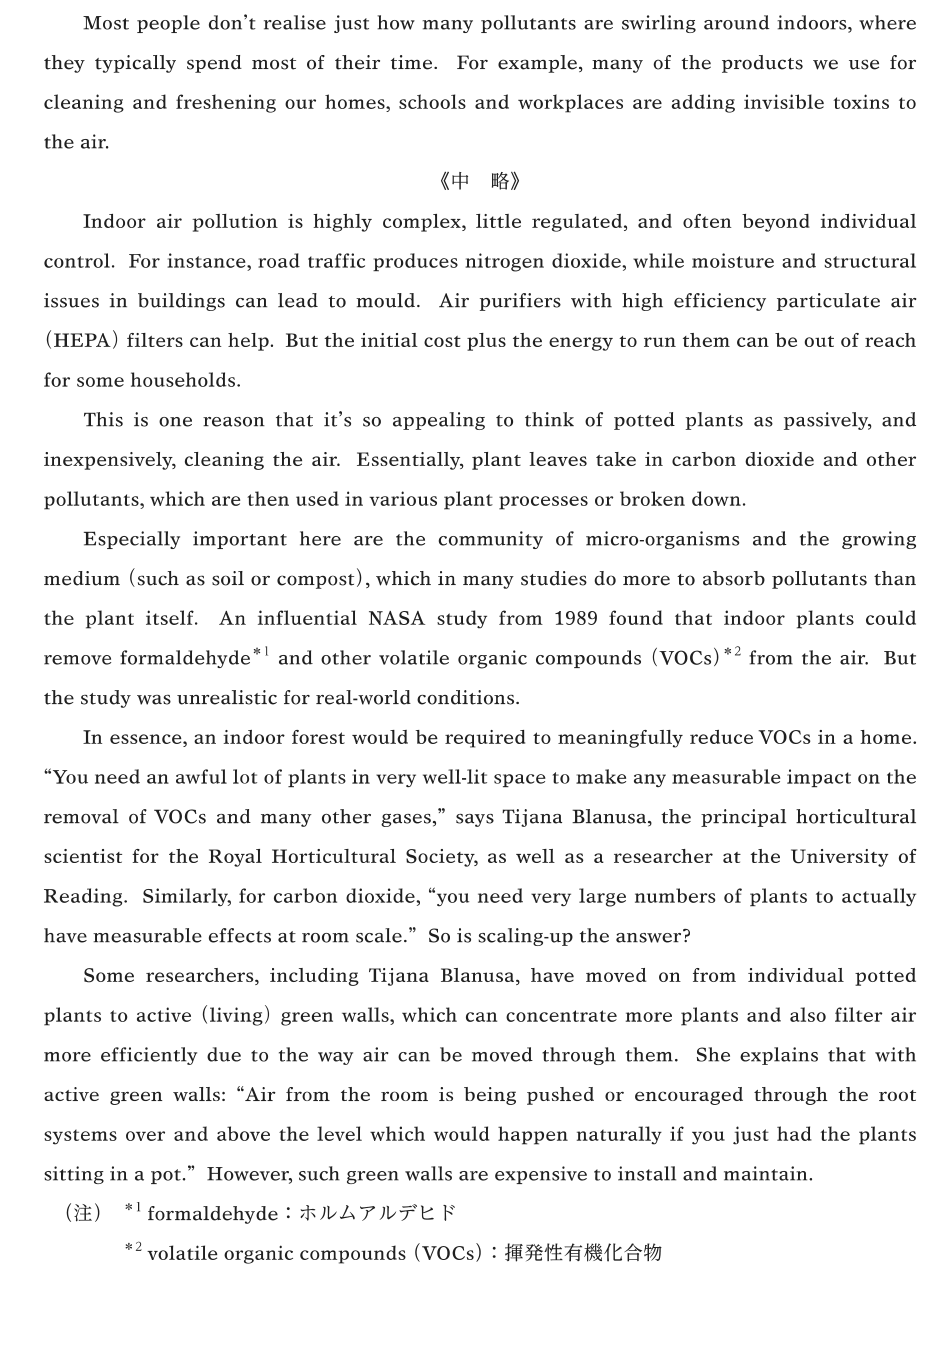 Most people don’t realise just how many pollutants are swirling around indoors, where
they typically spend most of their time. For example, many of the products we use for
cleaning and freshening our homes, schools and workplaces are adding invisible toxins to
the air.
《中　略》
Indoor air pollution is highly complex, little regulated, and often beyond individual
control. For instance, road traffic produces nitrogen dioxide, while moisture and structural
issues in buildings can lead to mould. Air purifiers with high efficiency particulate air
(HEPA) filters can help. But the initial cost plus the energy to run them can be out of reach
for some households.
This is one reason that it’s so appealing to think of potted plants as passively, and
inexpensively, cleaning the air. Essentially, plant leaves take in carbon dioxide and other
pollutants, which are then used in various plant processes or broken down.
Especially important here are the community of micro-organisms and the growing
medium (such as soil or compost), which in many studies do more to absorb pollutants than
the plant itself. An influential NASA study from 1989 found that indoor plants could
remove formaldehyde*1 and other volatile organic compounds (VOCs)*2 from the air. But
the study was unrealistic for real-world conditions.
In essence, an indoor forest would be required to meaningfully reduce VOCs in a home.
“You need an awful lot of plants in very well-lit space to make any measurable impact on the
removal of VOCs and many other gases,” says Tijana Blanusa, the principal horticultural
scientist for the Royal Horticultural Society, as well as a researcher at the University of
Reading. Similarly, for carbon dioxide, “you need very large numbers of plants to actually
have measurable effects at room scale.” So is scaling-up the answer?
Some researchers, including Tijana Blanusa, have moved on from individual potted
plants to active (living) green walls, which can concentrate more plants and also filter air
more efficiently due to the way air can be moved through them. She explains that with
active green walls: “Air from the room is being pushed or encouraged through the root
systems over and above the level which would happen naturally if you just had the plants
sitting in a pot.” However, such green walls are expensive to install and maintain.
（注）　*1 formaldehyde：ホルムアルデヒド
*2 volatile organic compounds (VOCs)：揮発性有機化合物